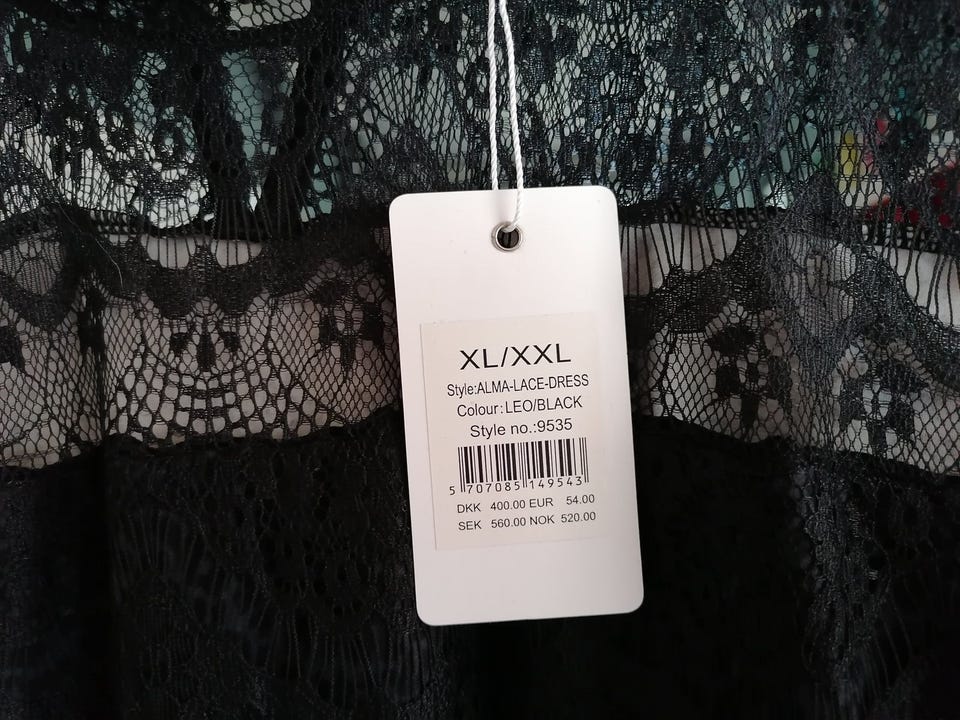 XL/XXL
Style:ALMA-LACE-DRESS
Colour:LEO/BLACK
Style no.:9535
5 707085 149543
DKK 400.00 EUR 54.00
SEK 560.00 NOK 520.00